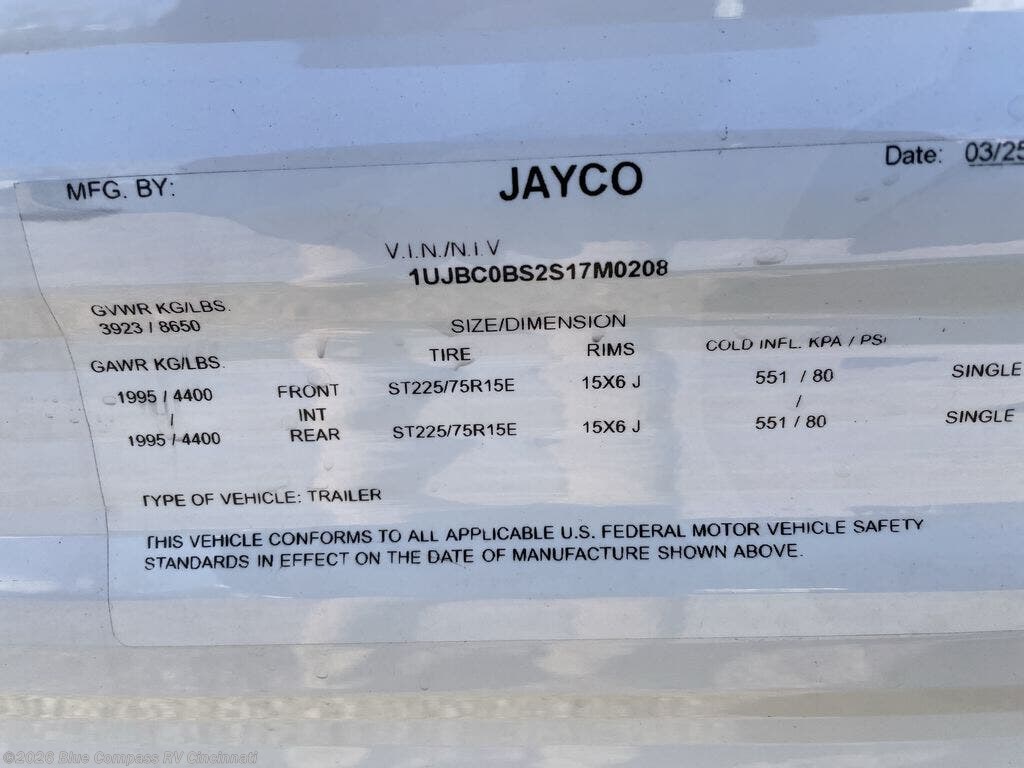 MFG. BY: JAYCO Date: 03/25
V.I.N./N.I.V
1UJBC0BS2S17M0208
GVWR KG/LBS.
3923 / 8650
SIZE/DIMENSION
GAWR KG/LBS. TIRE RIMS COLD INFL. KPA / PSI
1995 / 4400 FRONT ST225/75R15E 15X6 J 551 / 80 SINGLE
/ INT /
1995 / 4400 REAR ST225/75R15E 15X6 J 551 / 80 SINGLE
TYPE OF VEHICLE: TRAILER
THIS VEHICLE CONFORMS TO ALL APPLICABLE U.S. FEDERAL MOTOR VEHICLE SAFETY
STANDARDS IN EFFECT ON THE DATE OF MANUFACTURE SHOWN ABOVE.
©2026 Blue Compass RV Cincinnati